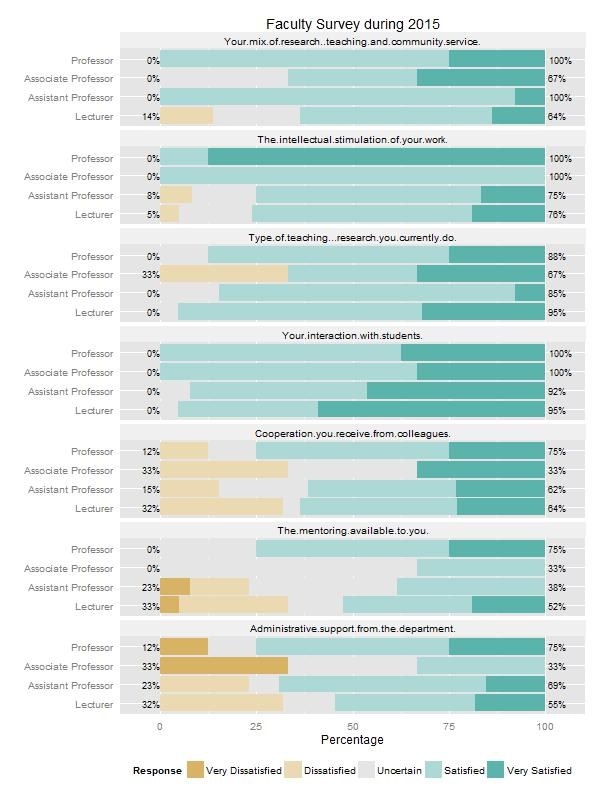 Faculty Survey during 2015
Your.mix.of.research..teaching.and.community.service.
Professor 0% 100%
Associate Professor 0% 67%
Assistant Professor 0% 100%
Lecturer 14% 64%
The.intellectual.stimulation.of.your.work.
Professor 0% 100%
Associate Professor 0% 100%
Assistant Professor 8% 75%
Lecturer 5% 76%
Type.of.teaching...research.you.currently.do.
Professor 0% 88%
Associate Professor 33% 67%
Assistant Professor 0% 85%
Lecturer 0% 95%
Your.interaction.with.students.
Professor 0% 100%
Associate Professor 0% 100%
Assistant Professor 0% 92%
Lecturer 0% 95%
Cooperation.you.receive.from.colleagues.
Professor 12% 75%
Associate Professor 33% 33%
Assistant Professor 15% 62%
Lecturer 32% 64%
The.mentoring.available.to.you.
Professor 0% 75%
Associate Professor 0% 33%
Assistant Professor 23% 38%
Lecturer 33% 52%
Administrative.support.from.the.department.
Professor 12% 75%
Associate Professor 33% 33%
Assistant Professor 23% 69%
Lecturer 32% 55%
0 25 50 75 100
Percentage
Response Very Dissatisfied Dissatisfied Uncertain Satisfied Very Satisfied